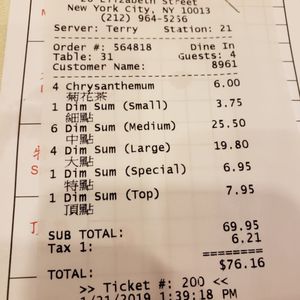 20 Elizabeth Street
New York City, NY 10013
(212) 964-5256
Server: Terry Station: 21
Order #: 564818 Dine In
Table: 31 Guests: 4
Customer Name: 8961
4 Chrysanthemum 6.00
菊花茶
1 Dim Sum (Small) 3.75
細點
6 Dim Sum (Medium) 25.50
中點
4 Dim Sum (Large) 19.80
大點
1 Dim Sum (Special) 6.95
特點
1 Dim Sum (Top) 7.95
頂點
SUB TOTAL: 69.95
Tax 1: 6.21
========
TOTAL: $76.16
>> Ticket #: 200 <<
1/21/2019 1:39:18 PM